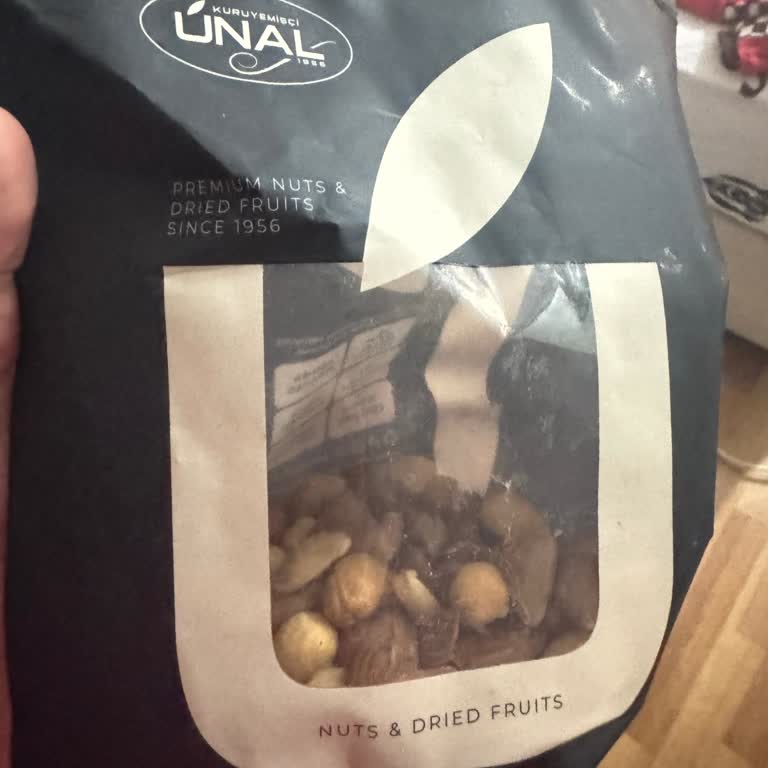 KURUYEMİŞÇİ
ÜNAL
1956
PREMIUM NUTS &
DRIED FRUITS
SINCE 1956
NUTS & DRIED FRUITS